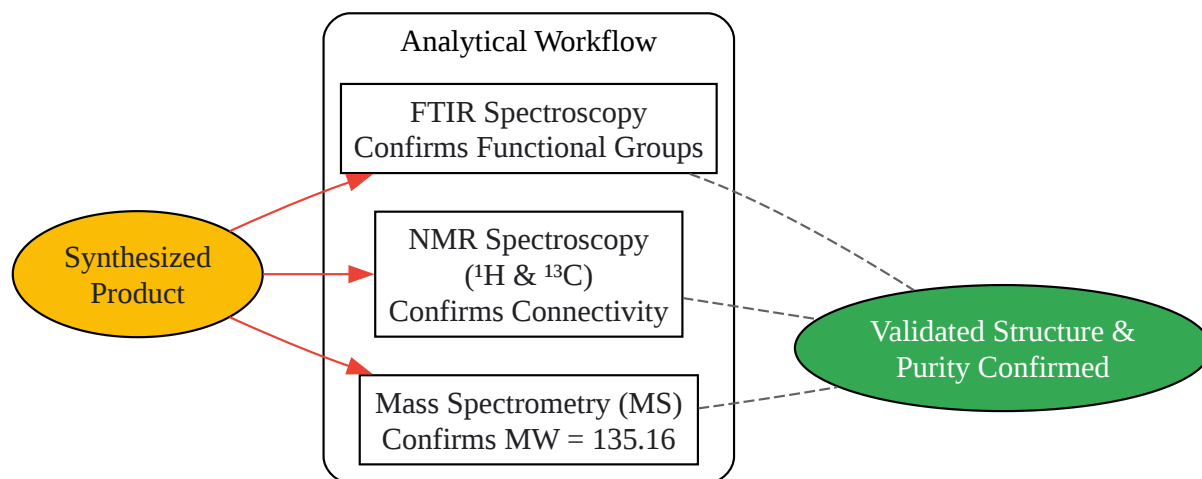 Analytical Workflow
FTIR Spectroscopy
Confirms Functional Groups
Synthesized
Product
NMR Spectroscopy
(¹H & ¹³C)
Confirms Connectivity
Mass Spectrometry (MS)
Confirms MW = 135.16
Validated Structure &
Purity Confirmed